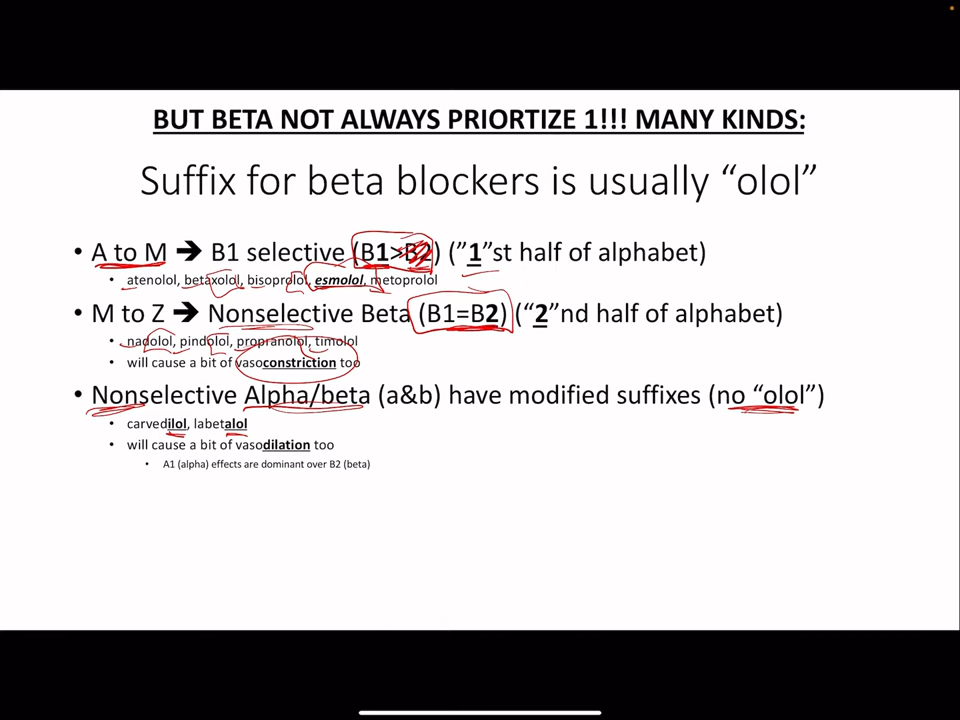 BUT BETA NOT ALWAYS PRIORTIZE 1!!! MANY KINDS:
Suffix for beta blockers is usually “olol”
• A to M ➔ B1 selective (B1>B2) (”1”st half of alphabet)
• atenolol, betaxolol, bisoprolol, esmolol, metoprolol
• M to Z ➔ Nonselective Beta (B1=B2) (“2”nd half of alphabet)
• nadolol, pindolol, propranolol, timolol
• will cause a bit of vasoconstriction too
• Nonselective Alpha/beta (a&b) have modified suffixes (no “olol”)
• carvedilol, labetalol
• will cause a bit of vasodilation too
• A1 (alpha) effects are dominant over B2 (beta)